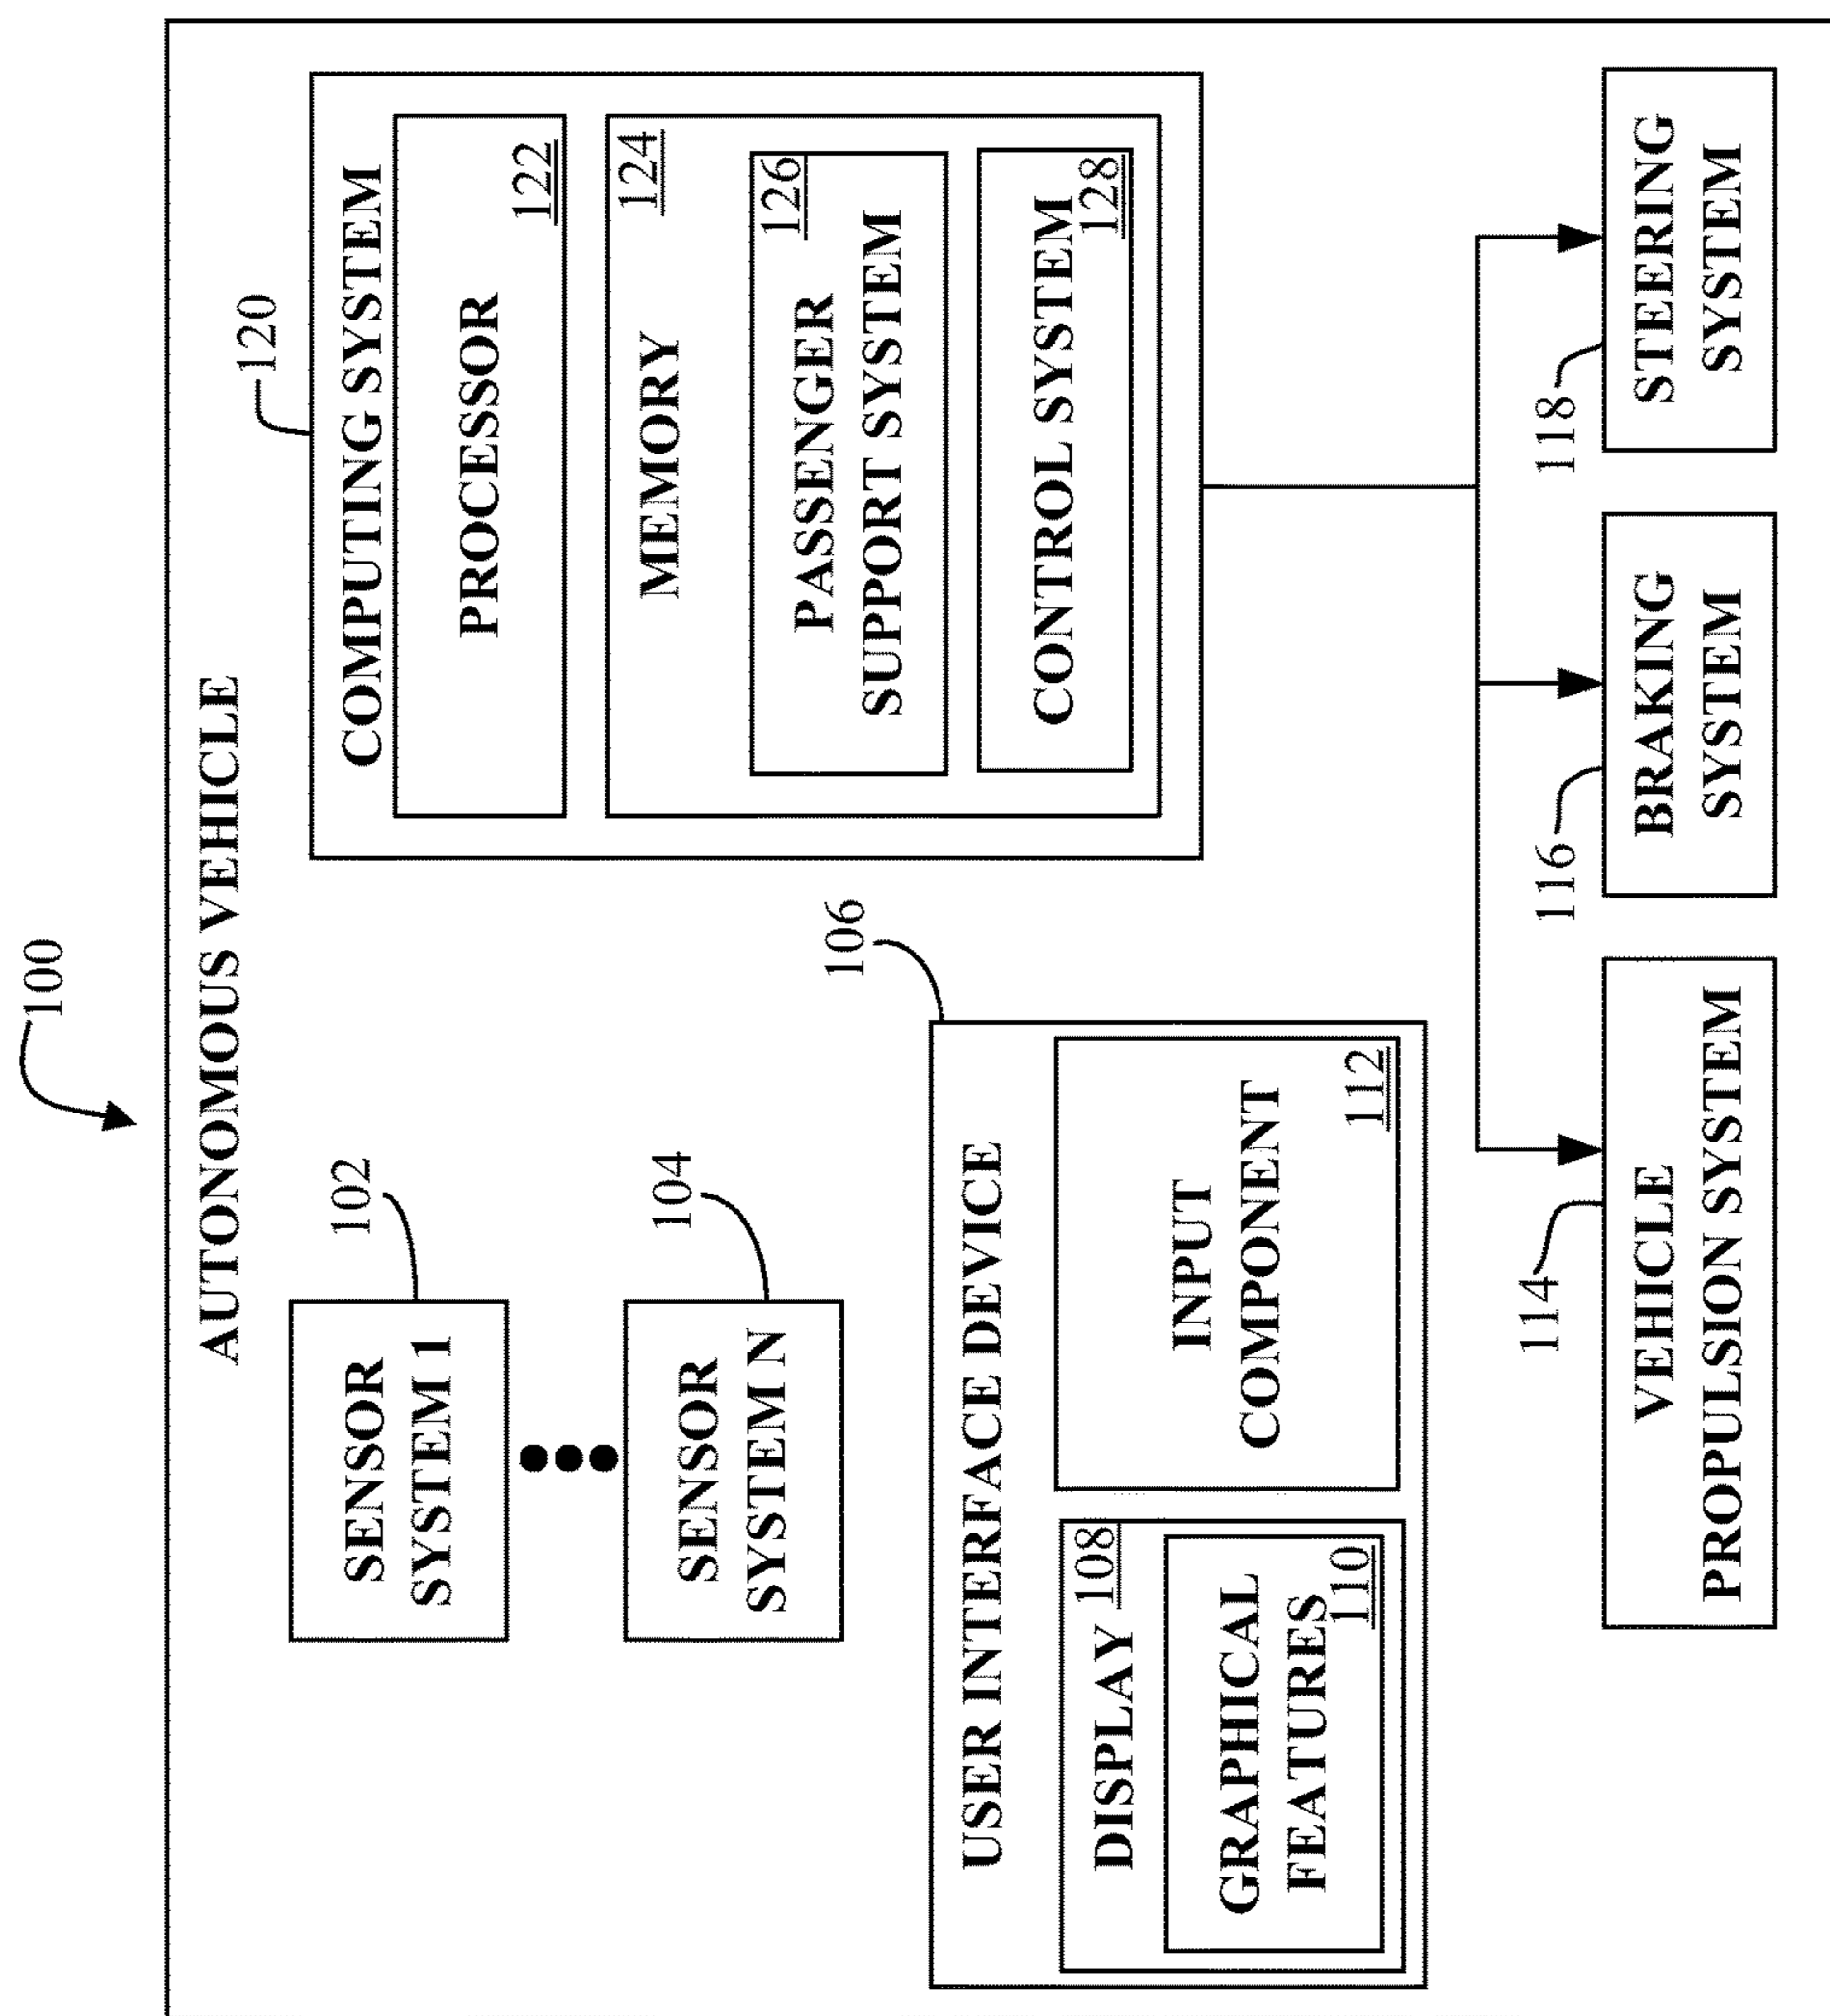 100
AUTONOMOUS VEHICLE
102
SENSOR
SYSTEM 1
104
SENSOR
SYSTEM N
120
COMPUTING SYSTEM
PROCESSOR
122
MEMORY
124
126
PASSENGER
SUPPORT SYSTEM
CONTROL SYSTEM
128
106
USER INTERFACE DEVICE
DISPLAY
108
GRAPHICAL
FEATURES
110
INPUT
COMPONENT
112
114
VEHICLE
PROPULSION SYSTEM
116
BRAKING
SYSTEM
118
STEERING
SYSTEM